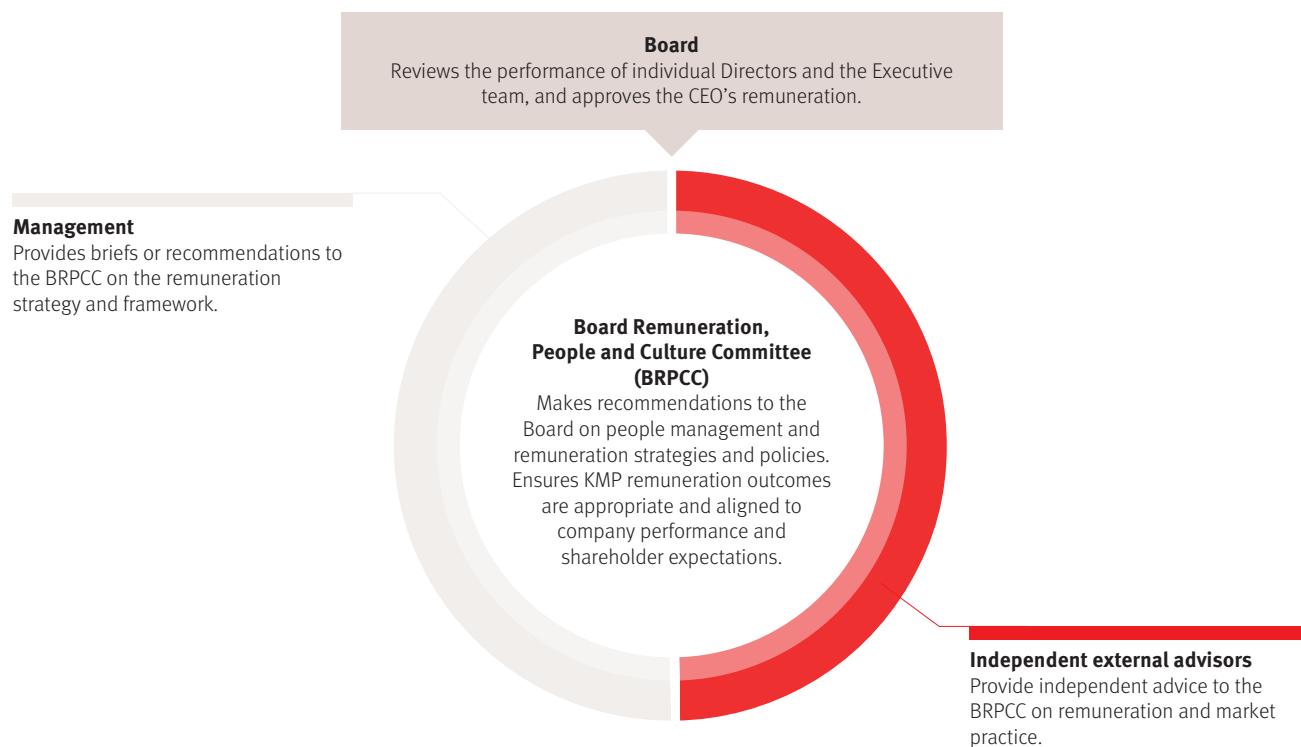 Board
Reviews the performance of individual Directors and the Executive
team, and approves the CEO’s remuneration.
Management
Provides briefs or recommendations to
the BRPCC on the remuneration
strategy and framework.
Board Remuneration,
People and Culture Committee
(BRPCC)
Makes recommendations to the
Board on people management and
remuneration strategies and policies.
Ensures KMP remuneration outcomes
are appropriate and aligned to
company performance and
shareholder expectations.
Independent external advisors
Provide independent advice to the
BRPCC on remuneration and market
practice.